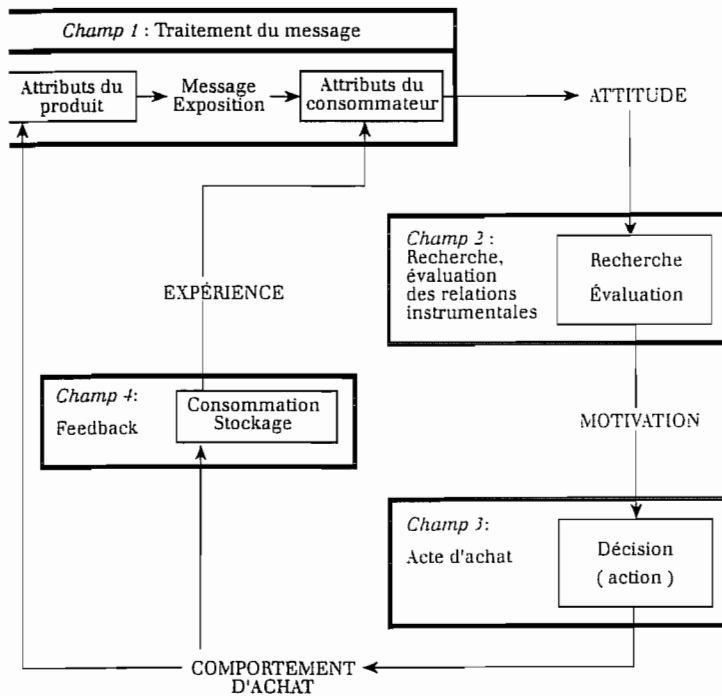 Champ 1 : Traitement du message
Attributs du
produit
Message
Exposition
Attributs du
consommateur
ATTITUDE
Champ 2 :
Recherche,
évaluation
des relations
instrumentales
Recherche
Évaluation
EXPÉRIENCE
Champ 4:
Feedback
Consommation
Stockage
MOTIVATION
Champ 3:
Acte d'achat
Décision
( action )
COMPORTEMENT
D'ACHAT